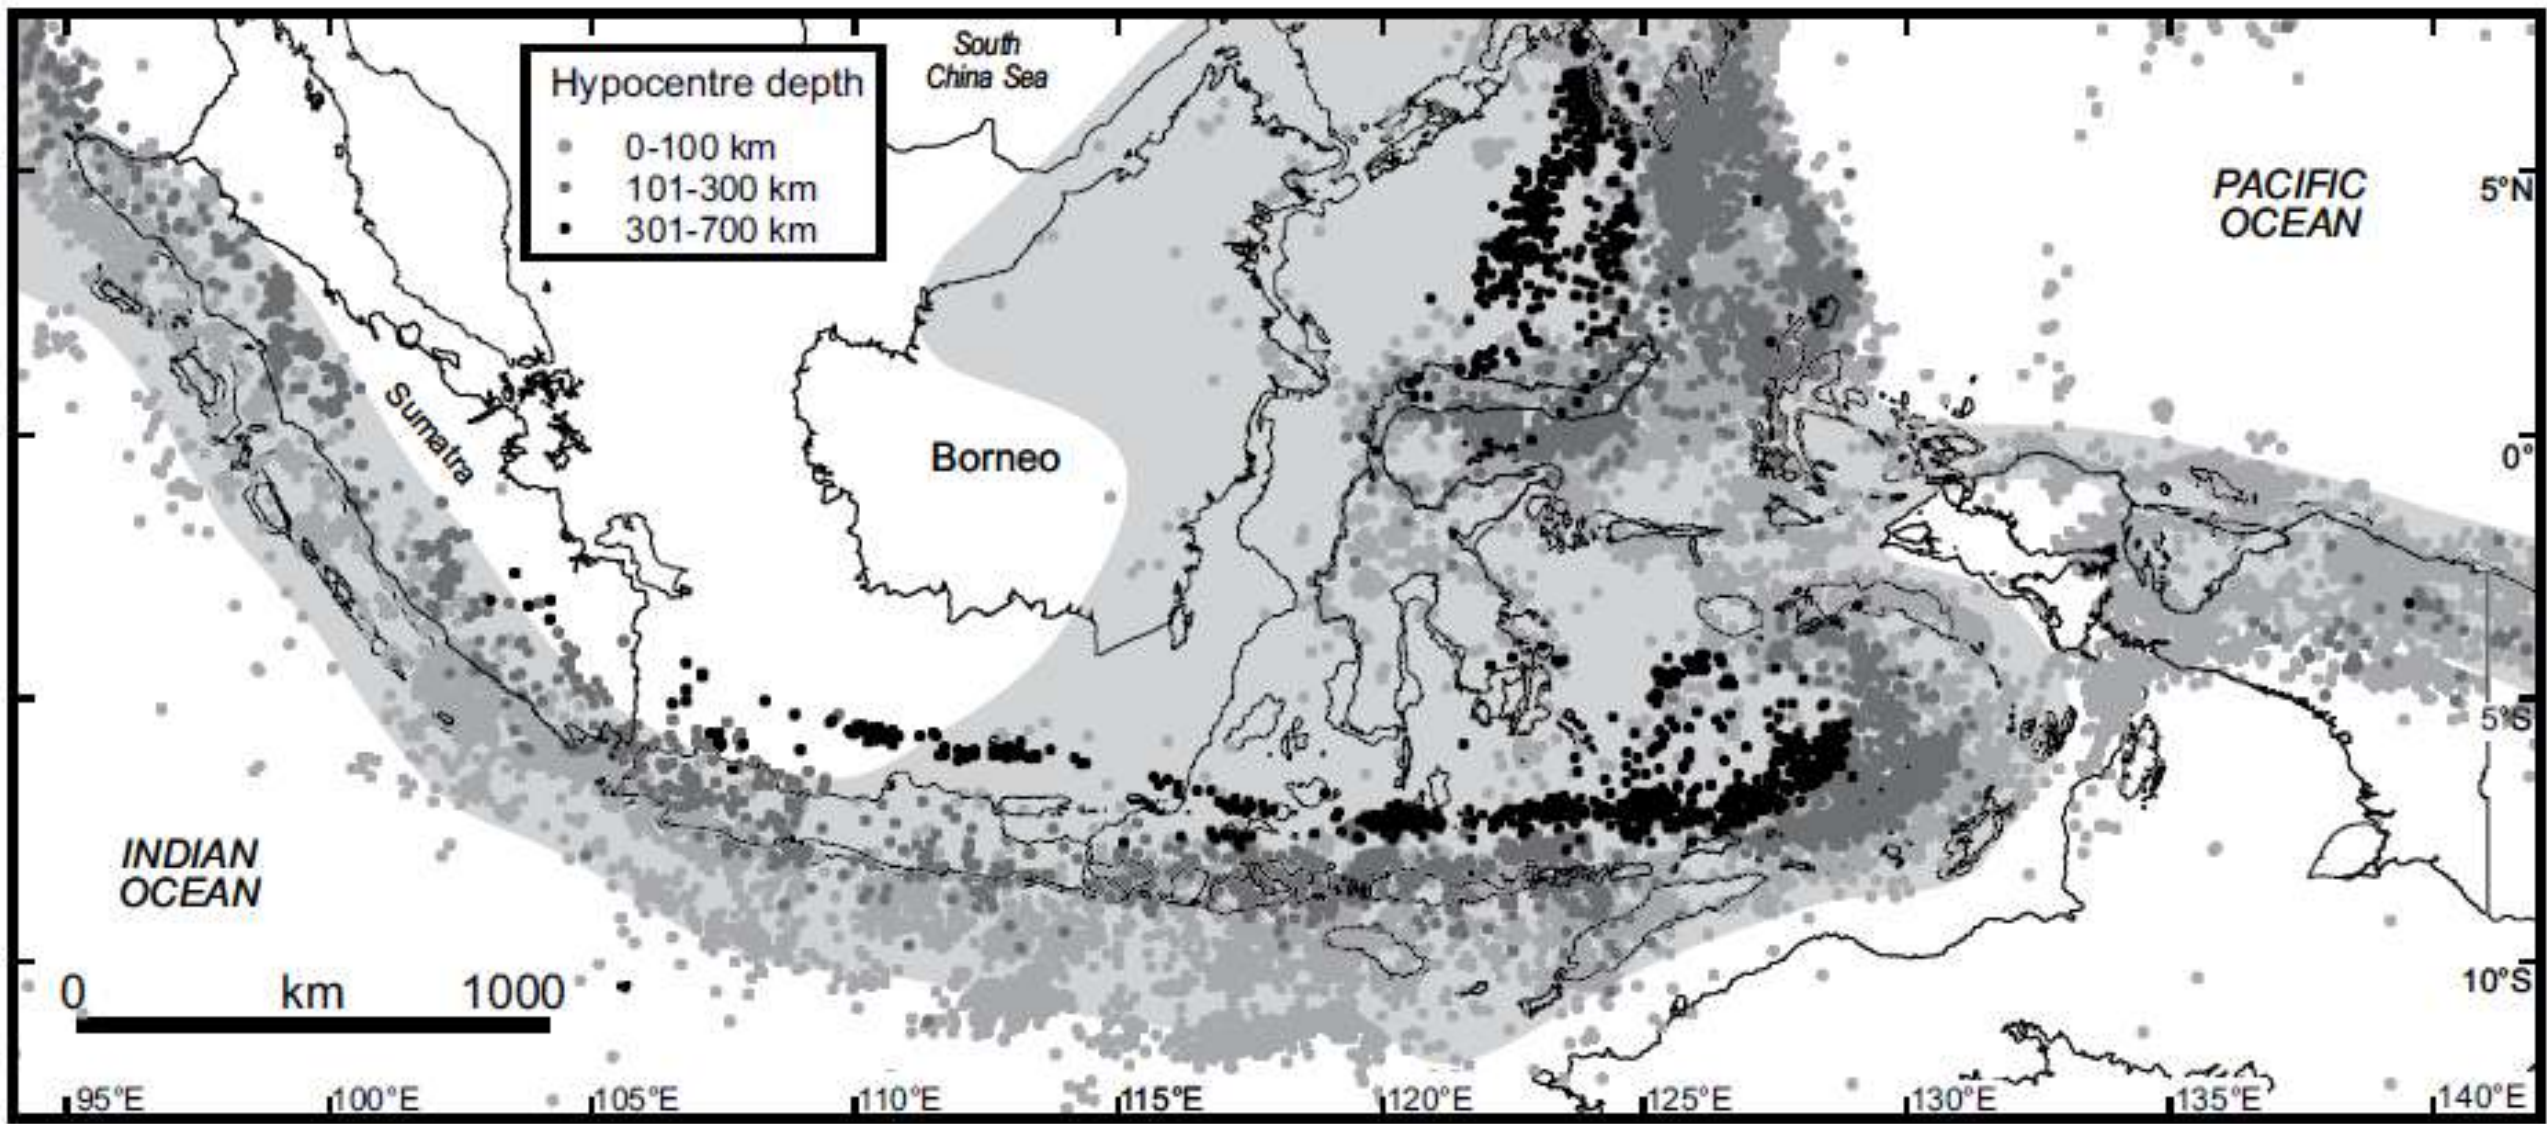 South
China Sea
Hypocentre depth
0-100 km
101-300 km
301-700 km
PACIFIC
OCEAN
5°N
Sumatra
Borneo
0°
5°S
INDIAN
OCEAN
0 km 1000
10°S
95°E 100°E 105°E 110°E 115°E 120°E 125°E 130°E 135°E 140°E